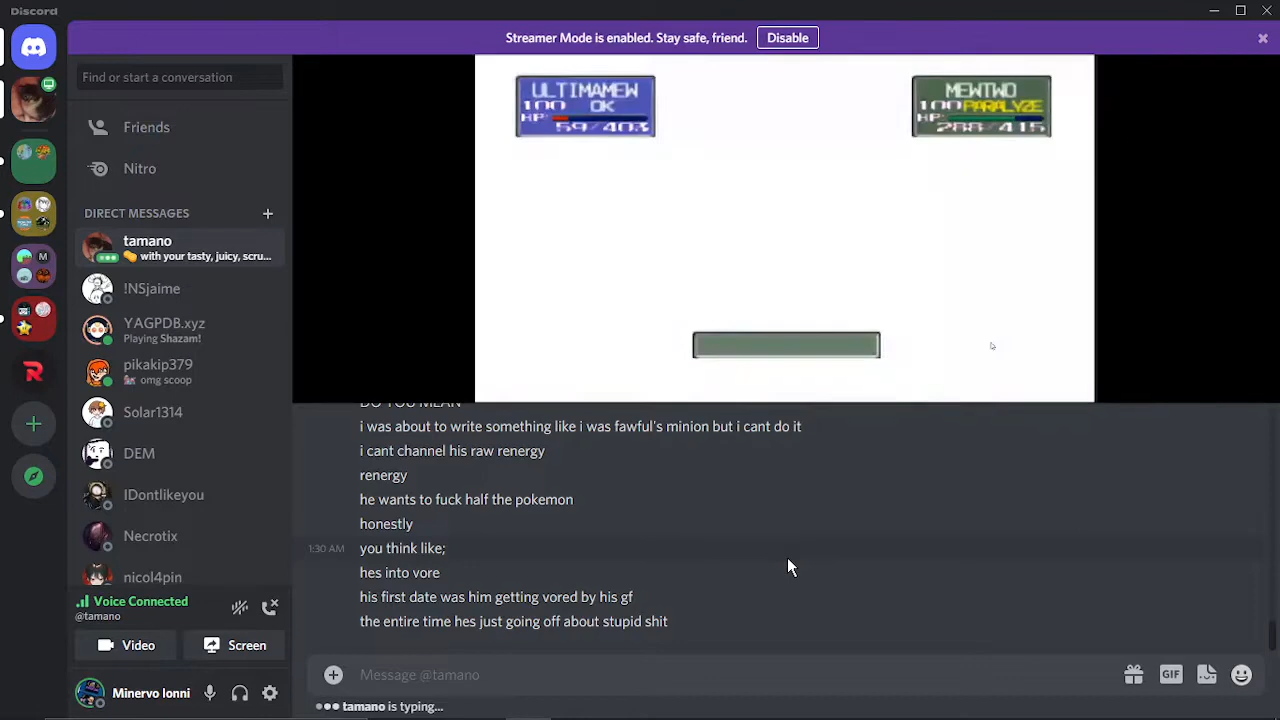 Discord
Streamer Mode is enabled. Stay safe, friend.
Disable
Find or start a conversation
Friends
Nitro
DIRECT MESSAGES
tamano
with your tasty, juicy, scru...
!NSjaime
YAGPDB.xyz
Playing Shazam!
pikakip379
omg scoop
Solar1314
DEM
IDontlikeyou
Necrotix
nicol4pin
Voice Connected
@tamano
Video
Screen
Minervo Ionni
ULTIMAMEW
100 OK
HP:
59/403
MEWTWO
100 PARALYZE
HP:
288/415
DO YOU MEAN
i was about to write something like i was fawful's minion but i cant do it
i cant channel his raw renergy
renergy
he wants to fuck half the pokemon
honestly
1:30 AM you think like;
hes into vore
his first date was him getting vored by his gf
the entire time hes just going off about stupid shit
Message @tamano
GIF
tamano is typing...